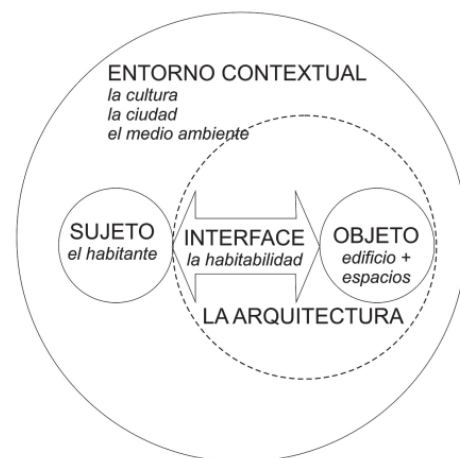 ENTORNO CONTEXTUAL
la cultura
la ciudad
el medio ambiente
SUJETO
el habitante
INTERFACE
la habitabilidad
OBJETO
edificio +
espacios
LA ARQUITECTURA